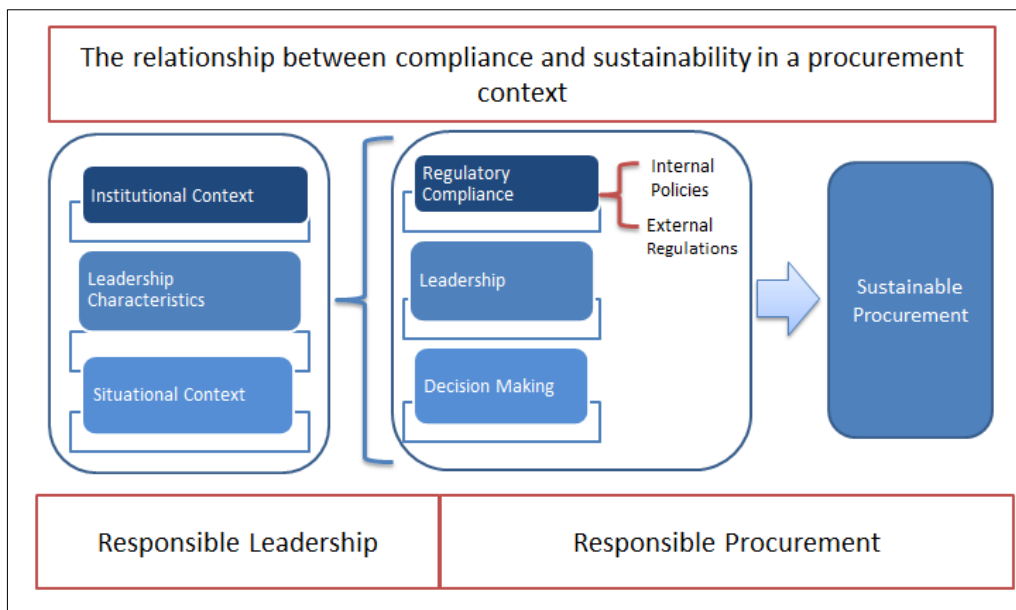 The relationship between compliance and sustainability in a procurement
context
Institutional Context
Leadership
Characteristics
Situational Context
Regulatory
Compliance
Internal
Policies
External
Regulations
Leadership
Decision Making
Sustainable
Procurement
Responsible Leadership
Responsible Procurement